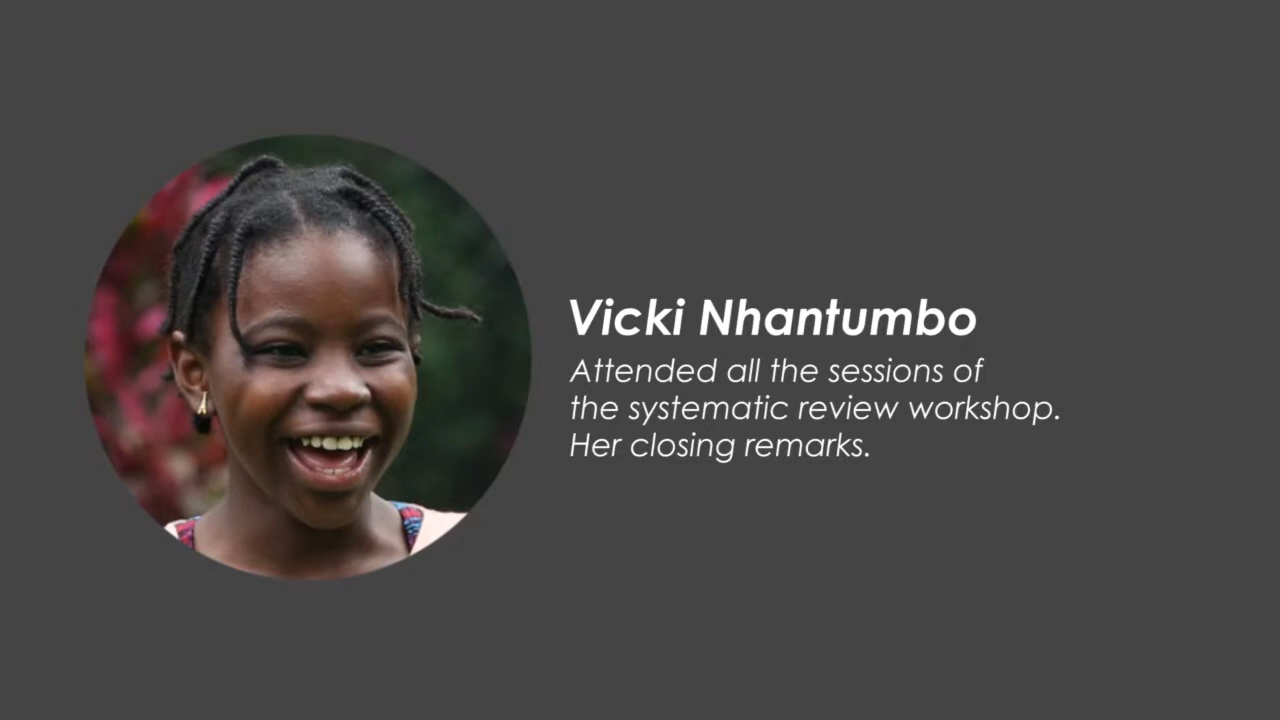 Vicki Nhantumbo
Attended all the sessions of
the systematic review workshop.
Her closing remarks.